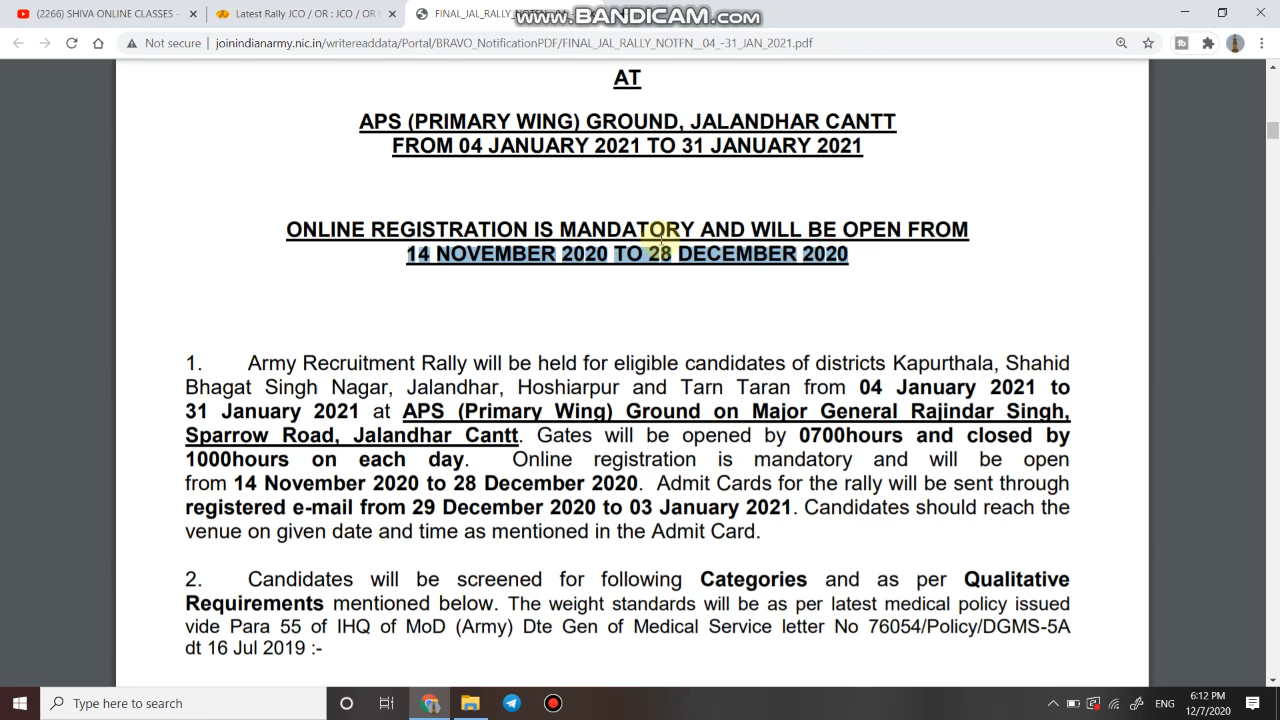 (2266) SHIVA ONLINE CLASSES -
Latest Rally JCO / OR : JCO / OR
FINAL_JAL_RALLY_NOTFN_
www.BANDICAM.com
Not secure
joinindianarmy.nic.in/writereaddata/Portal/BRAVO_NotificationPDF/FINAL_JAL_RALLY_NOTFN__04_-31_JAN_2021.pdf
AT
APS (PRIMARY WING) GROUND, JALANDHAR CANTT
FROM 04 JANUARY 2021 TO 31 JANUARY 2021
ONLINE REGISTRATION IS MANDATORY AND WILL BE OPEN FROM
14 NOVEMBER 2020 TO 28 DECEMBER 2020
1. Army Recruitment Rally will be held for eligible candidates of districts Kapurthala, Shahid
Bhagat Singh Nagar, Jalandhar, Hoshiarpur and Tarn Taran from 04 January 2021 to
31 January 2021 at APS (Primary Wing) Ground on Major General Rajindar Singh,
Sparrow Road, Jalandhar Cantt. Gates will be opened by 0700hours and closed by
1000hours on each day. Online registration is mandatory and will be open
from 14 November 2020 to 28 December 2020. Admit Cards for the rally will be sent through
registered e-mail from 29 December 2020 to 03 January 2021. Candidates should reach the
venue on given date and time as mentioned in the Admit Card.
2. Candidates will be screened for following Categories and as per Qualitative
Requirements mentioned below. The weight standards will be as per latest medical policy issued
vide Para 55 of IHQ of MoD (Army) Dte Gen of Medical Service letter No 76054/Policy/DGMS-5A
dt 16 Jul 2019 :-
Type here to search
ENG
6:12 PM
12/7/2020